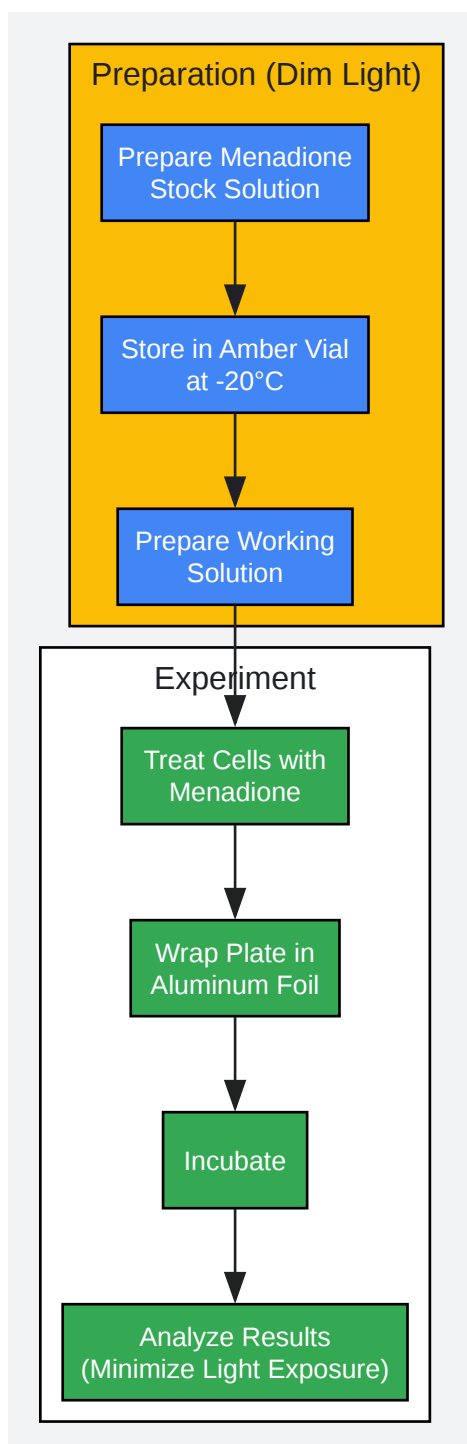 Preparation (Dim Light)
Prepare Menadione
Stock Solution
Store in Amber Vial
at -20°C
Prepare Working
Solution
Experiment
Treat Cells with
Menadione
Wrap Plate in
Aluminum Foil
Incubate
Analyze Results
(Minimize Light Exposure)